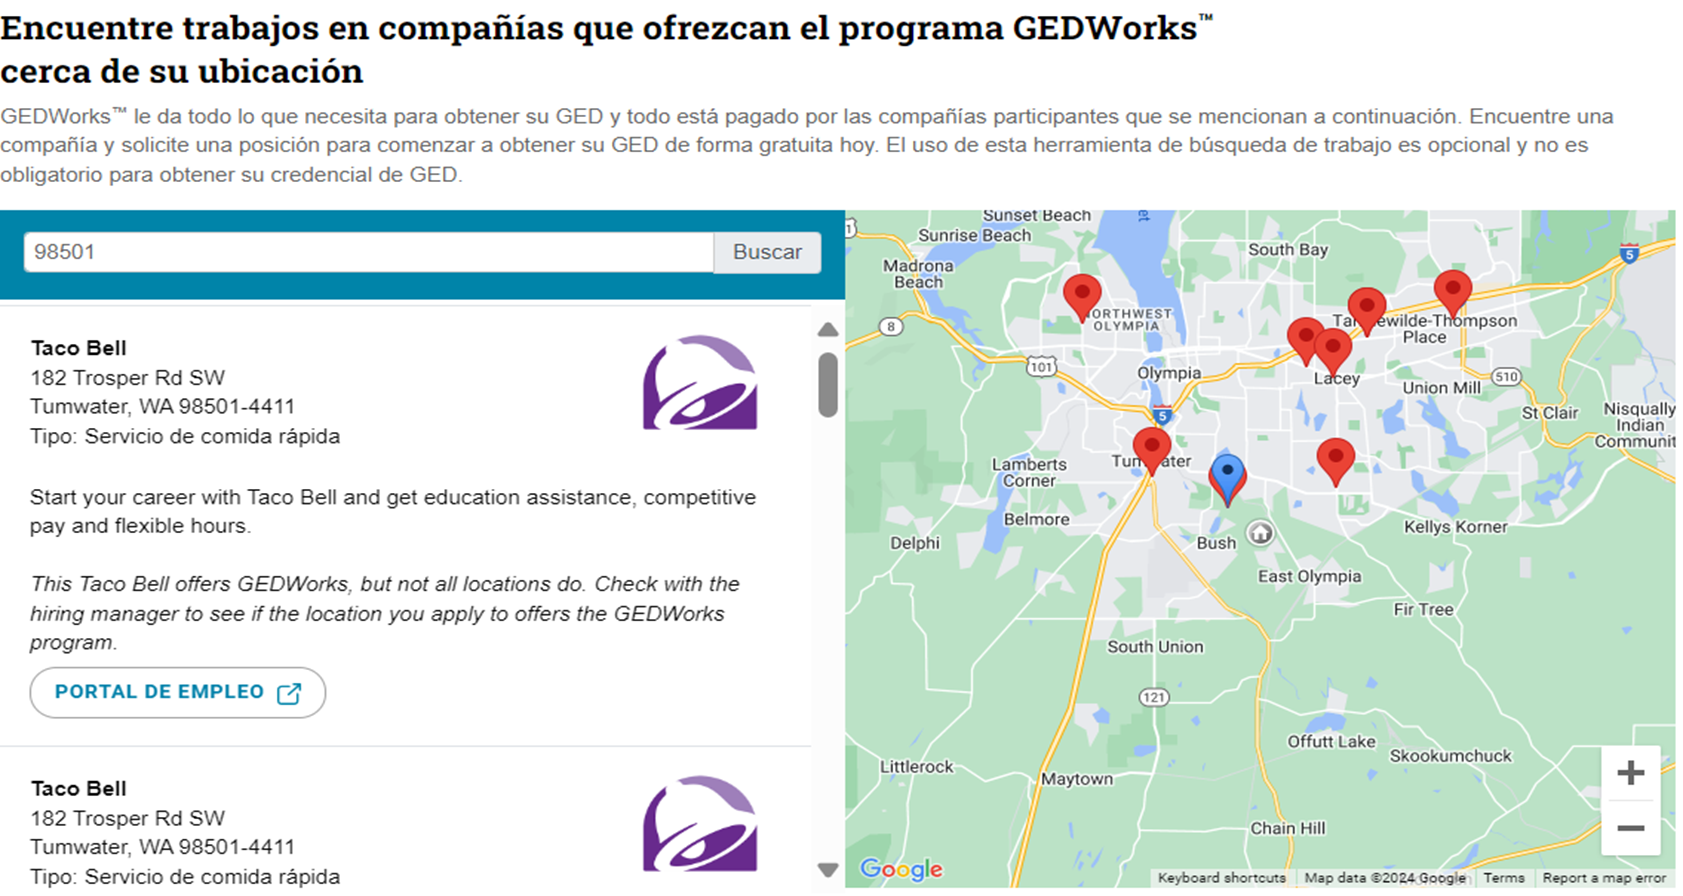 Encuentre trabajos en compañías que ofrezcan el programa GEDWorks™
cerca de su ubicación
GEDWorks™ le da todo lo que necesita para obtener su GED y todo está pagado por las compañías participantes que se mencionan a continuación. Encuentre una
compañía y solicite una posición para comenzar a obtener su GED de forma gratuita hoy. El uso de esta herramienta de búsqueda de trabajo es opcional y no es
obligatorio para obtener su credencial de GED.
98501
Buscar
Taco Bell
182 Trosper Rd SW
Tumwater, WA 98501-4411
Tipo: Servicio de comida rápida
Start your career with Taco Bell and get education assistance, competitive
pay and flexible hours.
This Taco Bell offers GEDWorks, but not all locations do. Check with the
hiring manager to see if the location you apply to offers the GEDWorks
program.
PORTAL DE EMPLEO
Taco Bell
182 Trosper Rd SW
Tumwater, WA 98501-4411
Tipo: Servicio de comida rápida
Sunset Beach
Sunrise Beach
South Bay
5
Madrona
Beach
8
OLYMPIA
Thompson
Place
101
Olympia
Lacey
Union Mill
510
5
St Clair
Nisqually
Indian
Communit
Lamberts
Corner
Belmore
Kellys Korner
Delphi
Bush
East Olympia
Fir Tree
South Union
121
Offutt Lake
Skookumchuck
Littlerock
Maytown
Chain Hill
+
−
Google
Keyboard shortcuts
Map data ©2024 Google
Terms
Report a map error